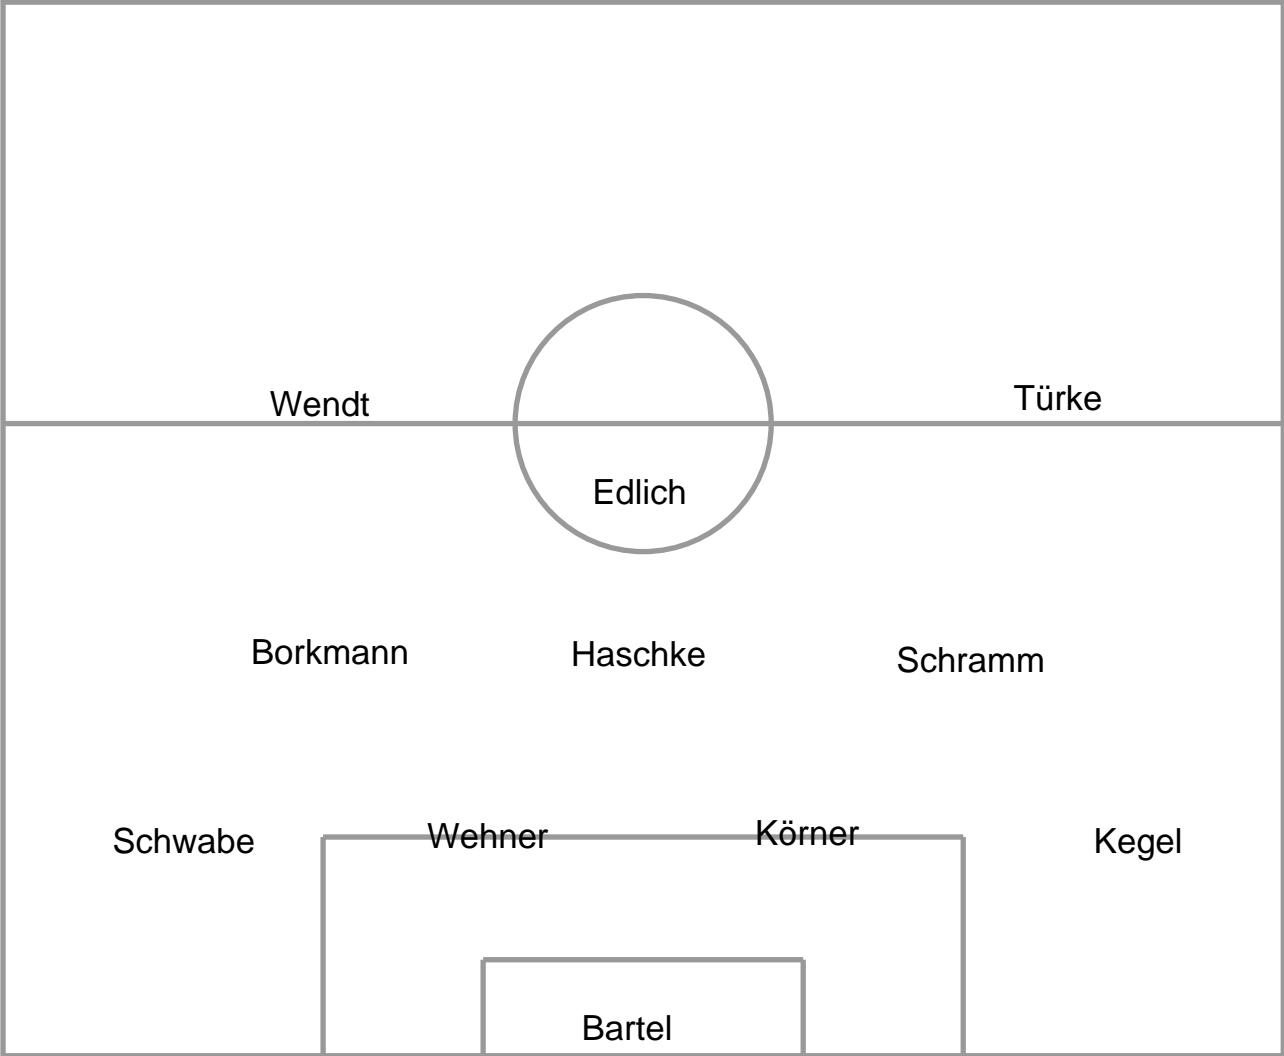 Wendt
Türke
Edlich
Borkmann
Haschke
Schramm
Schwabe
Wehner
Körner
Kegel
Bartel